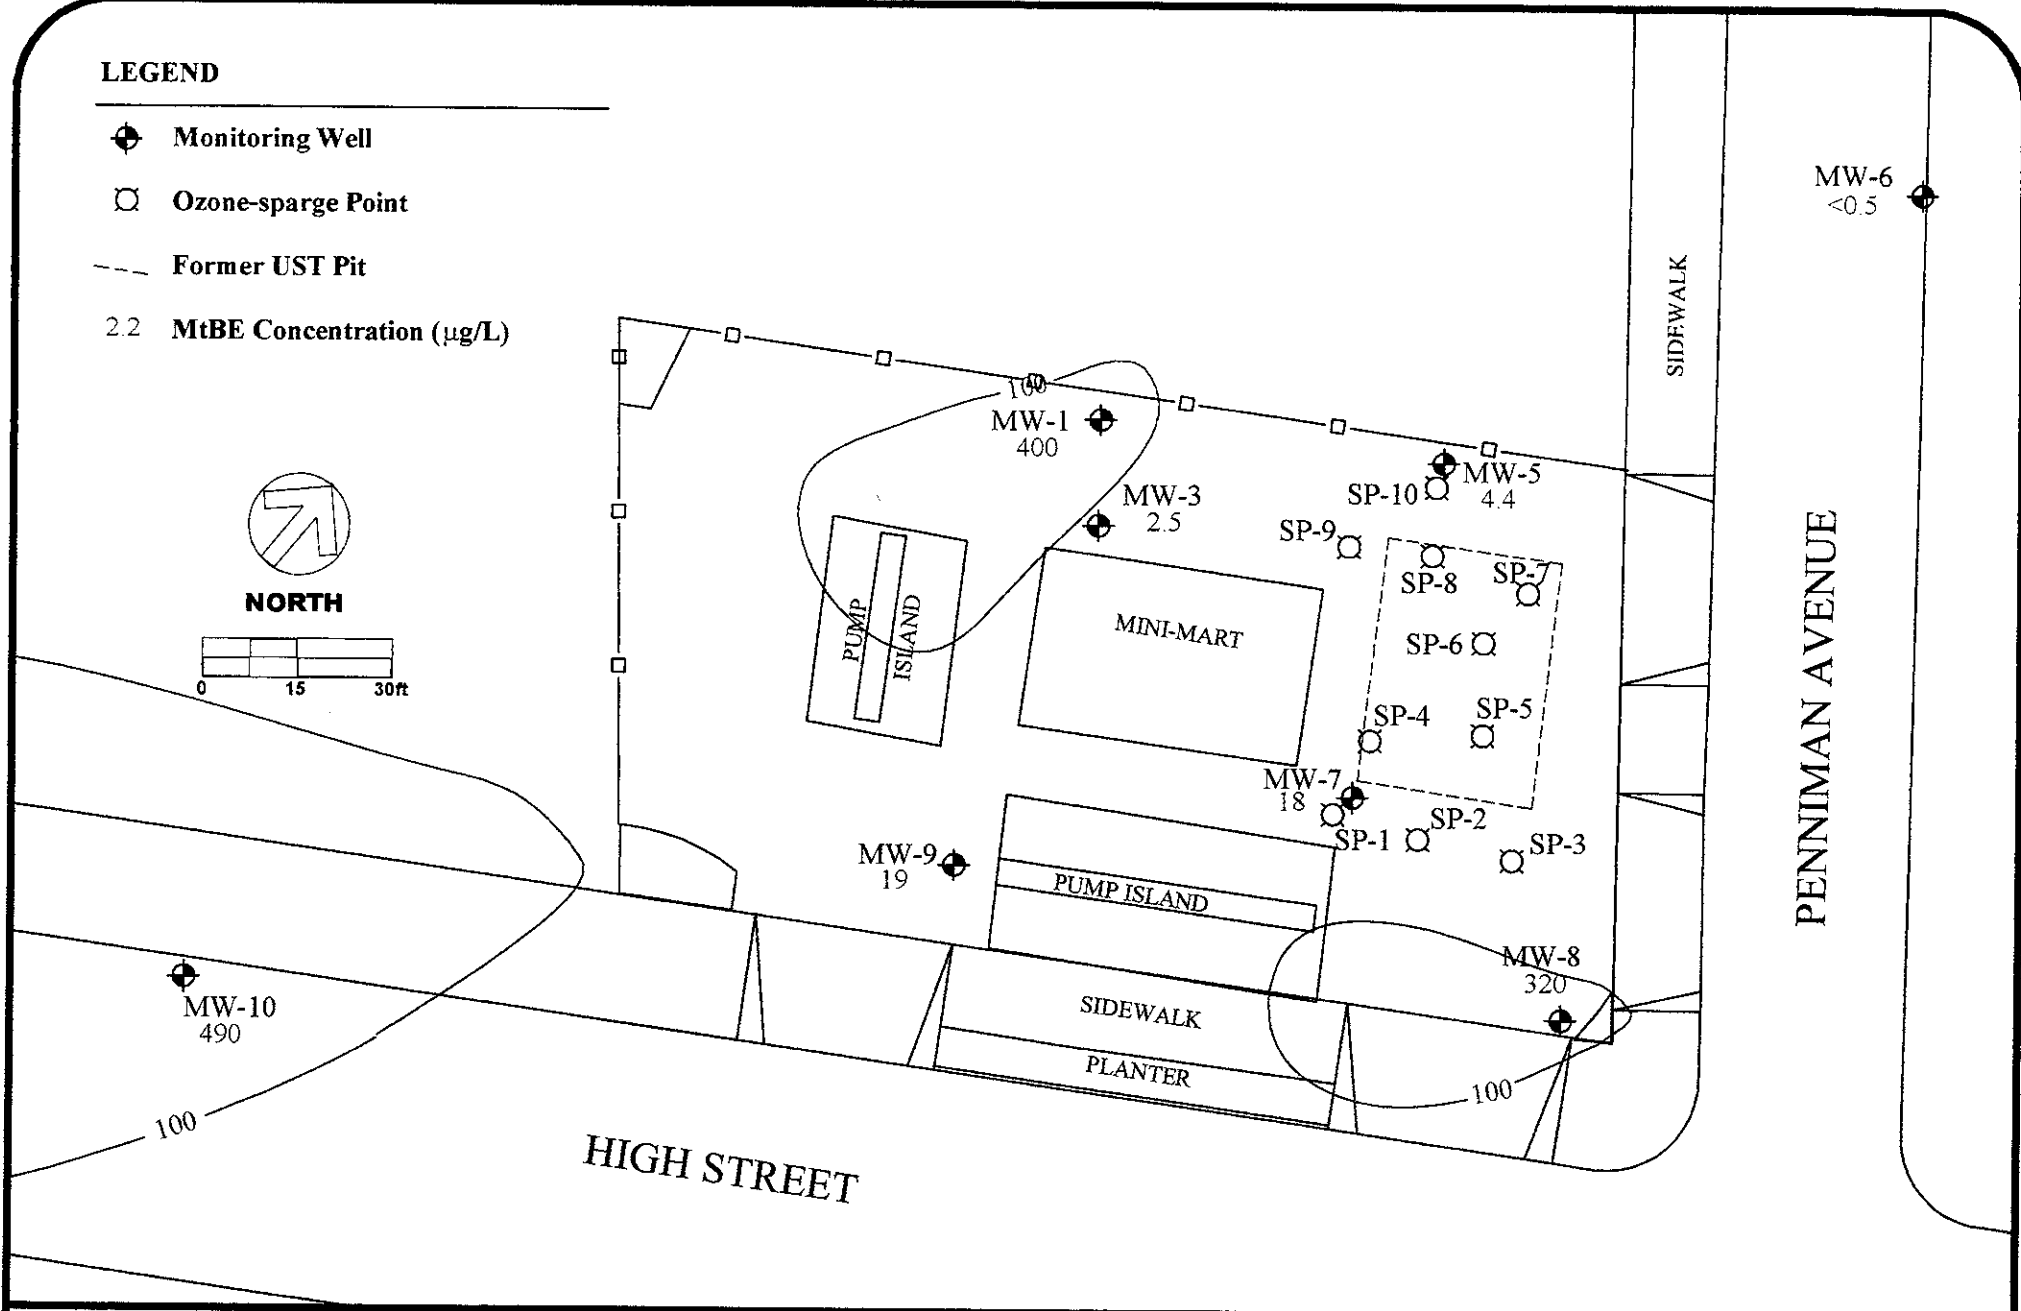 LEGEND
Monitoring Well
Ozone-sparge Point
Former UST Pit
2.2 MtBE Concentration (µg/L)
NORTH
0 15 30ft
MW-6
<0.5
SIDEWALK
PENNIMAN AVENUE
100
MW-1
400
MW-3
2.5
MW-5
4.4
SP-10
SP-9
SP-8
SP-7
SP-6
SP-5
SP-4
MINI-MART
PUMP
ISLAND
MW-7
18
SP-1
SP-2
SP-3
MW-9
19
PUMP ISLAND
MW-8
320
SIDEWALK
PLANTER
100
MW-10
490
100
HIGH STREET